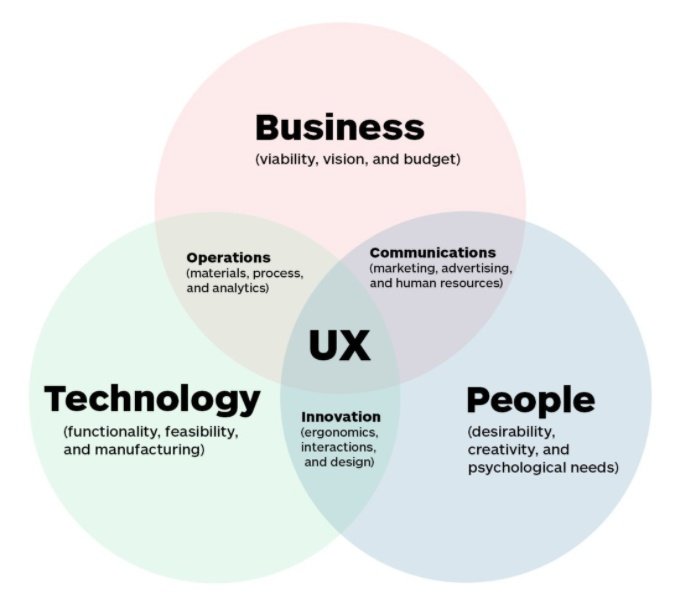 Business
(viability, vision, and budget)
Operations
(materials, process,
and analytics)
Communications
(marketing, advertising,
and human resources)
UX
Technology
(functionality, feasibility,
and manufacturing)
Innovation
(ergonomics,
interactions,
and design)
People
(desirability,
creativity, and
psychological needs)